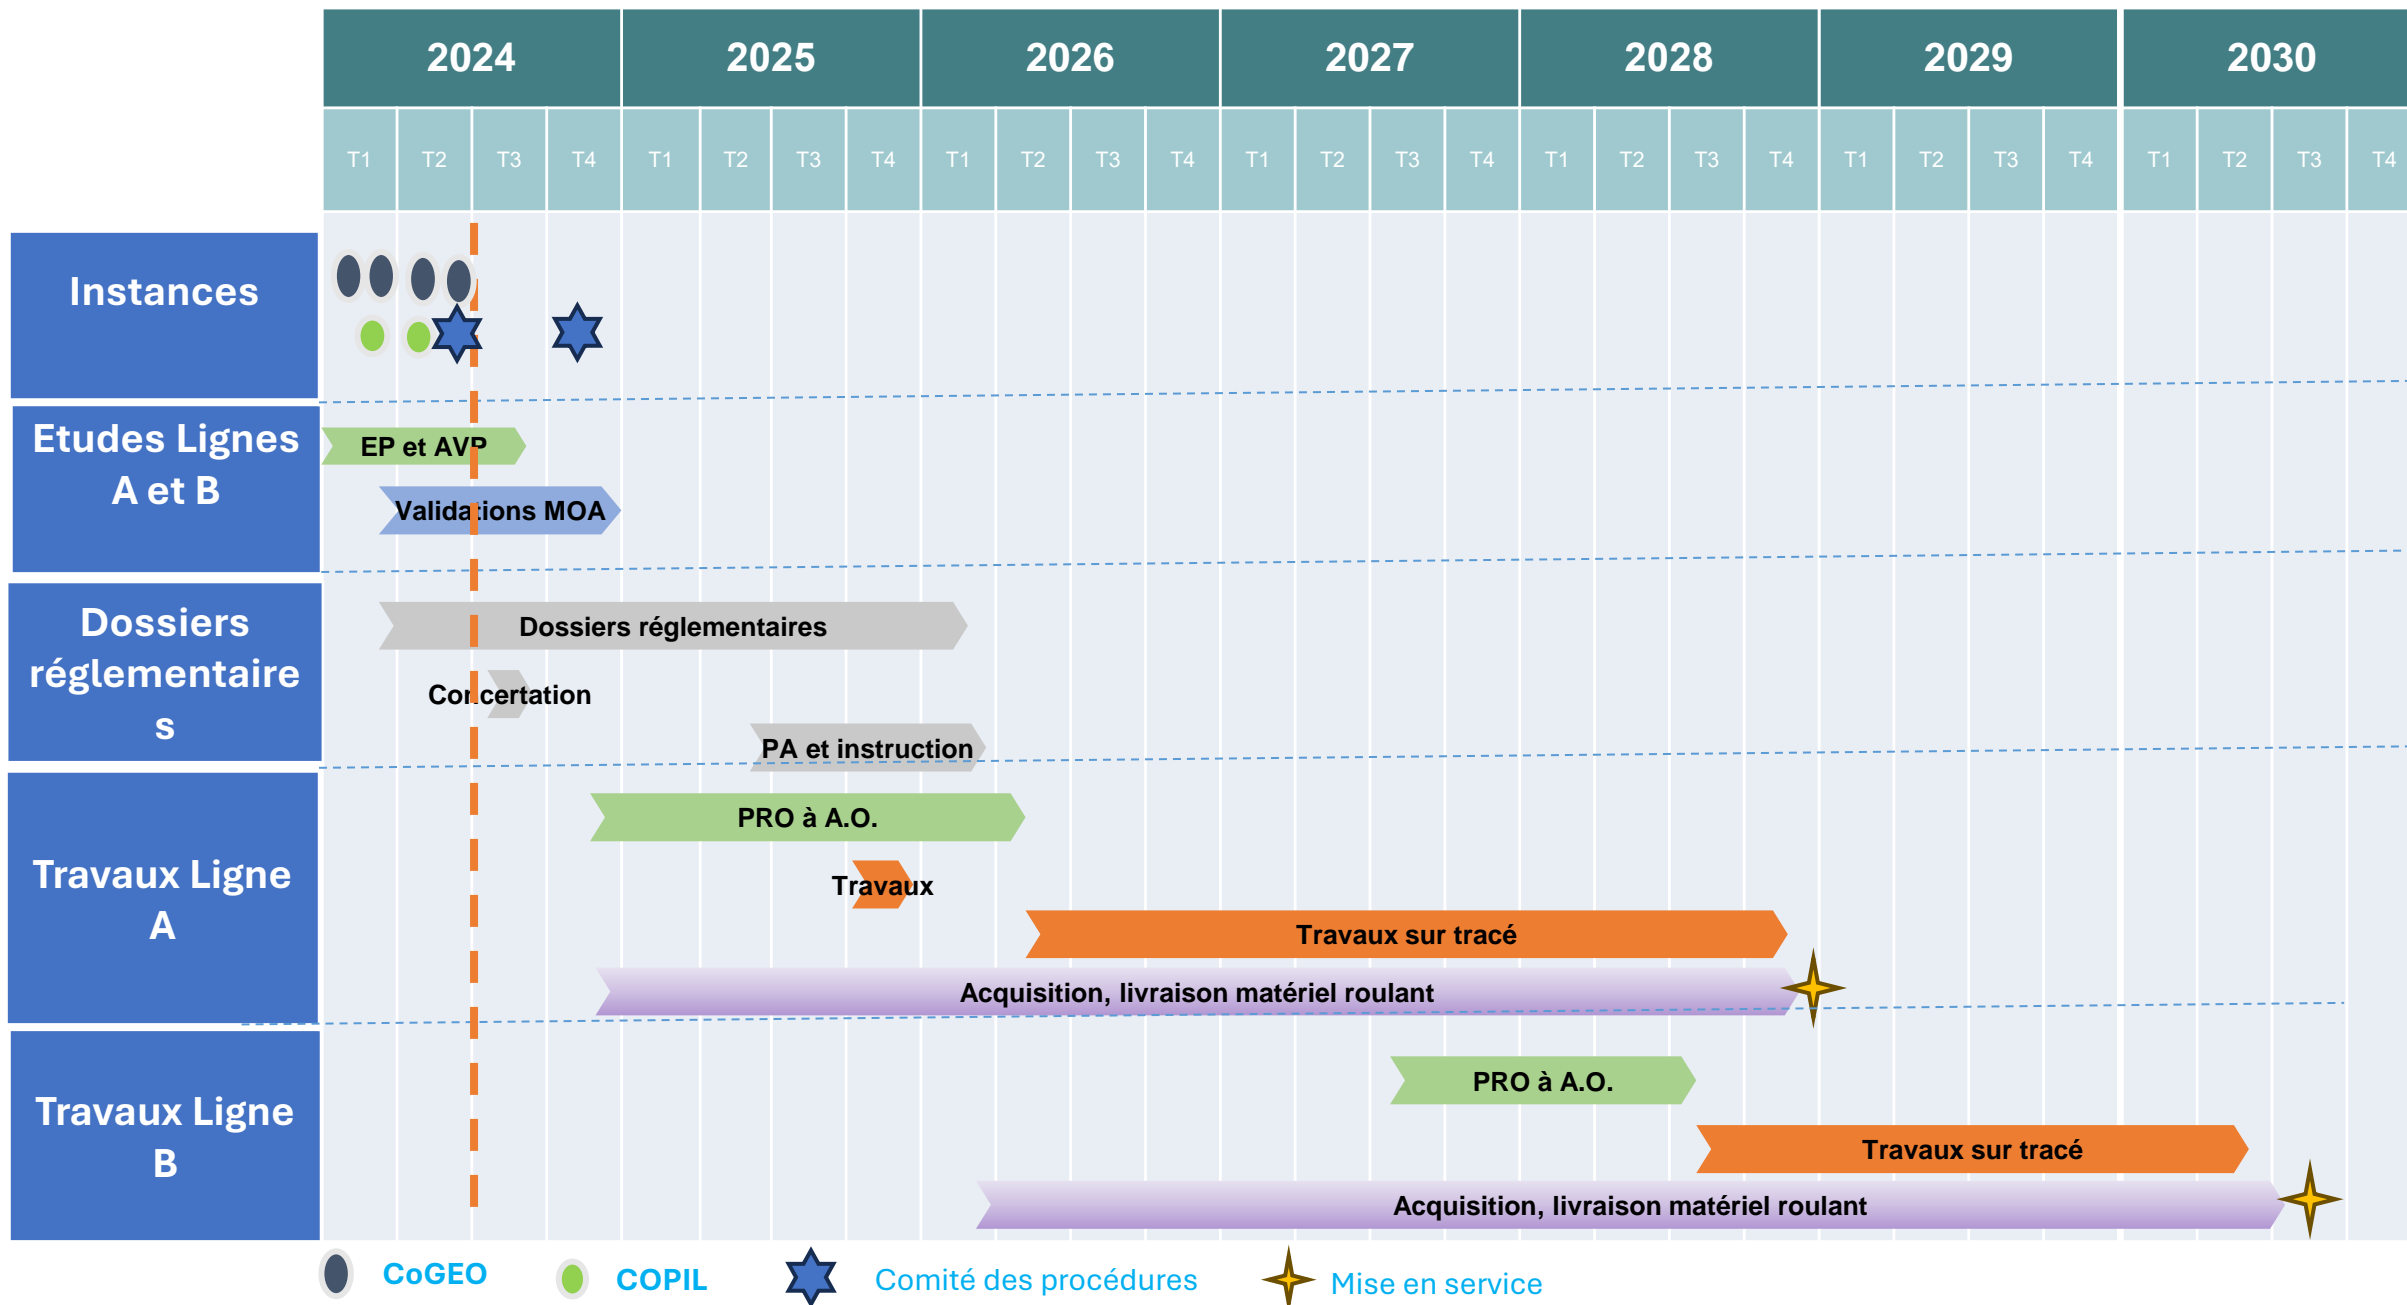 2024 2025 2026 2027 2028 2029 2030
T1 T2 T3 T4 T1 T2 T3 T4 T1 T2 T3 T4 T1 T2 T3 T4 T1 T2 T3 T4 T1 T2 T3 T4 T1 T2 T3 T4
Instances
Etudes Lignes
A et B
EP et AVP
Validations MOA
Dossiers
réglementaire
s
Dossiers réglementaires
Concertation
PA et instruction
Travaux Ligne
A
PRO à A.O.
Travaux
Travaux sur tracé
Acquisition, livraison matériel roulant
Travaux Ligne
B
PRO à A.O.
Travaux sur tracé
Acquisition, livraison matériel roulant
CoGEO COPIL Comité des procédures Mise en service